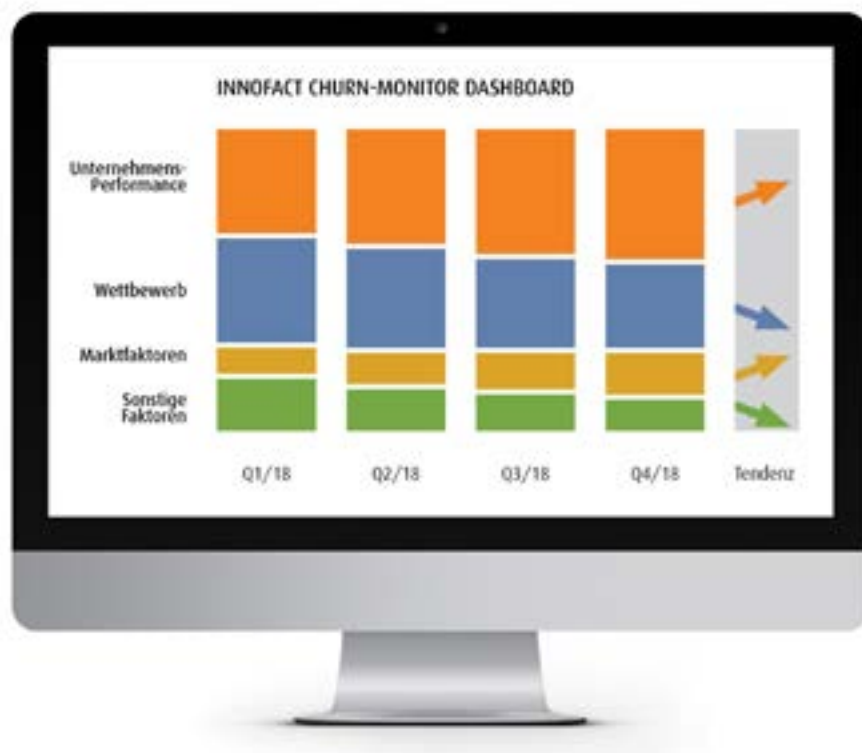 INNOFACT CHURN-MONITOR DASHBOARD
Unternehmens-
Performance
Wettbewerb
Marktfaktoren
Sonstige
Faktoren
Q1/18
Q2/18
Q3/18
Q4/18
Tendenz